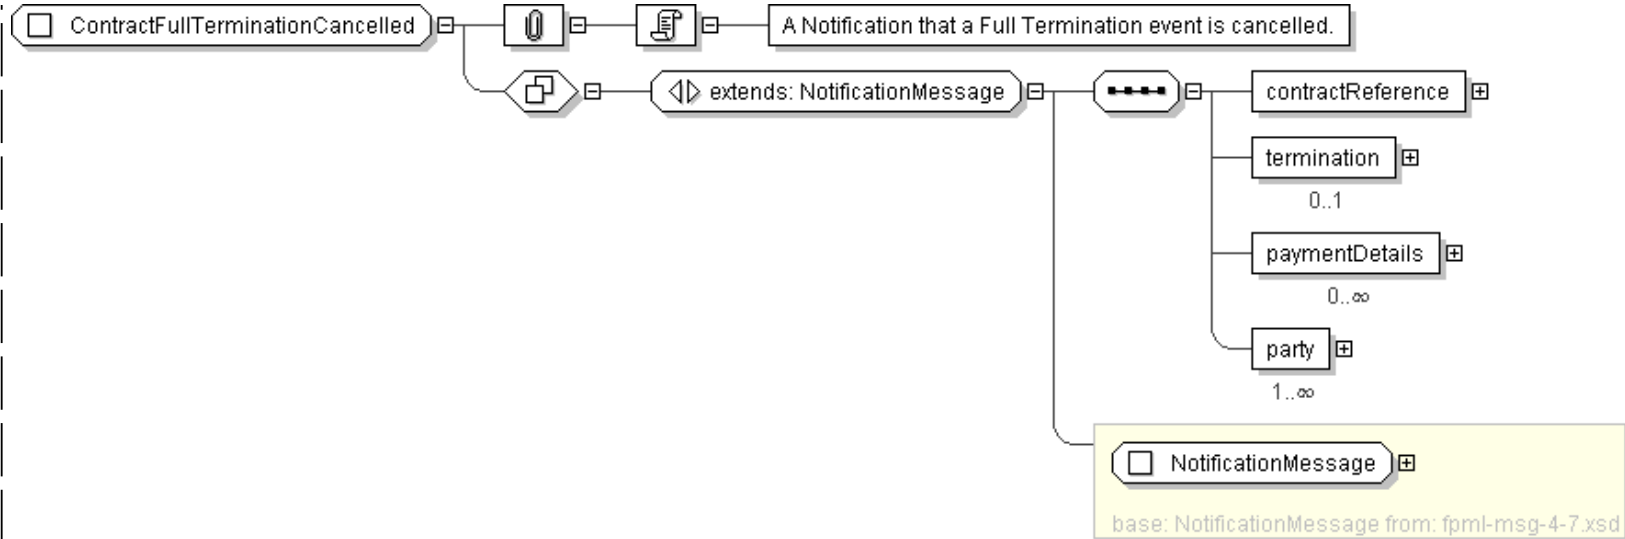 ContractFullTerminationCancelled
A Notification that a Full Termination event is cancelled.
extends: NotificationMessage
contractReference
termination
0..1
paymentDetails
0..∞
party
1..∞
NotificationMessage
base: NotificationMessage from: fpml-msg-4-7.xsd